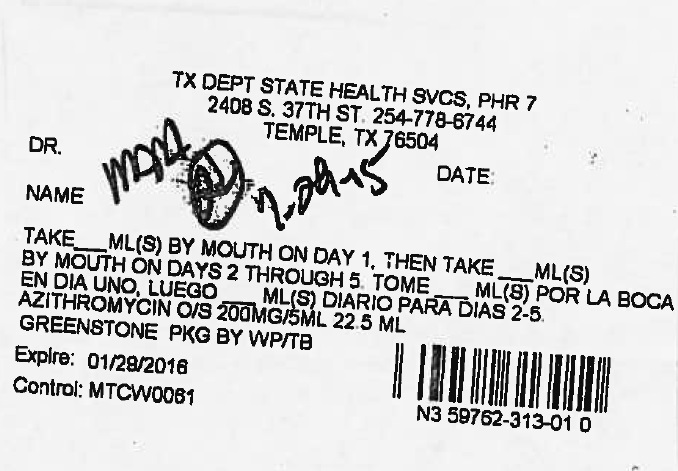 TX DEPT STATE HEALTH SVCS, PHR 7
2408 S. 37TH ST. 254-778-6744
TEMPLE, TX 76504
DR.
DATE:
NAME
TAKE___ML(S) BY MOUTH ON DAY 1, THEN TAKE ___ML(S)
BY MOUTH ON DAYS 2 THROUGH 5. TOME___ ML(S) POR LA BOCA
EN DIA UNO, LUEGO ___ ML(S) DIARIO PARA DIAS 2-5.
AZITHROMYCIN O/S 200MG/5ML 22.5 ML
GREENSTONE PKG BY WP/TB
Expire: 01/28/2016
Control: MTCW0061
N3 59762-313-01 0